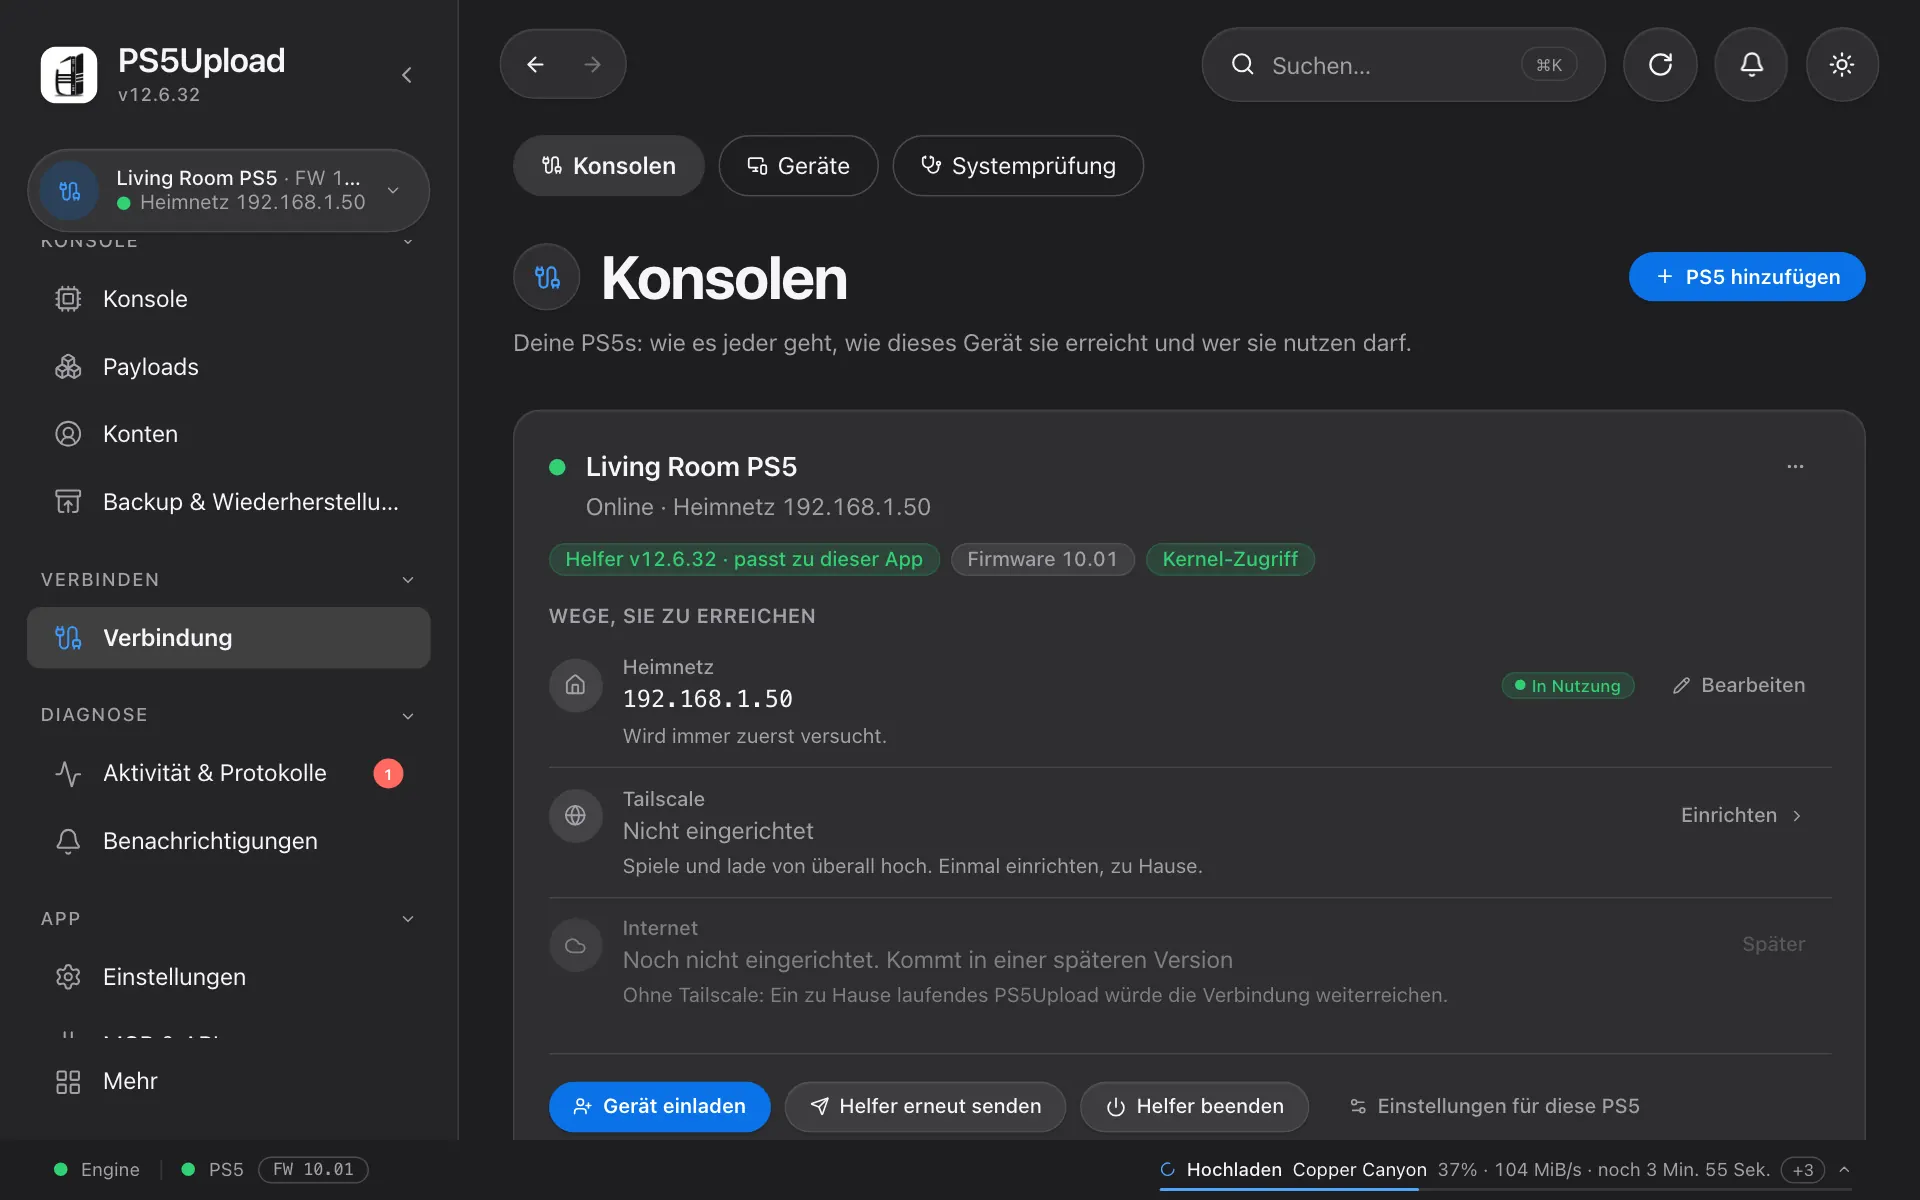 PS5Upload
v12.6.32
Living Room PS5 · FW 1...
Heimnetz 192.168.1.50
KONSOLE
Konsole
Payloads
Konten
Backup & Wiederherstellu...
VERBINDEN
Verbindung
DIAGNOSE
Aktivität & Protokolle
1
Benachrichtigungen
APP
Einstellungen
MCP & API
Mehr
Suchen...
⌘K
Konsolen
Geräte
Systemprüfung
Konsolen
+ PS5 hinzufügen
Deine PS5s: wie es jeder geht, wie dieses Gerät sie erreicht und wer sie nutzen darf.
Living Room PS5
Online · Heimnetz 192.168.1.50
Helfer v12.6.32 · passt zu dieser App
Firmware 10.01
Kernel-Zugriff
WEGE, SIE ZU ERREICHEN
Heimnetz
192.168.1.50
In Nutzung
Bearbeiten
Wird immer zuerst versucht.
Tailscale
Nicht eingerichtet
Einrichten
Spiele und lade von überall hoch. Einmal einrichten, zu Hause.
Internet
Noch nicht eingerichtet. Kommt in einer späteren Version
Später
Ohne Tailscale: Ein zu Hause laufendes PS5Upload würde die Verbindung weiterreichen.
Gerät einladen
Helfer erneut senden
Helfer beenden
Einstellungen für diese PS5
Engine
PS5
FW 10.01
Hochladen Copper Canyon 37% · 104 MiB/s · noch 3 Min. 55 Sek.
+3